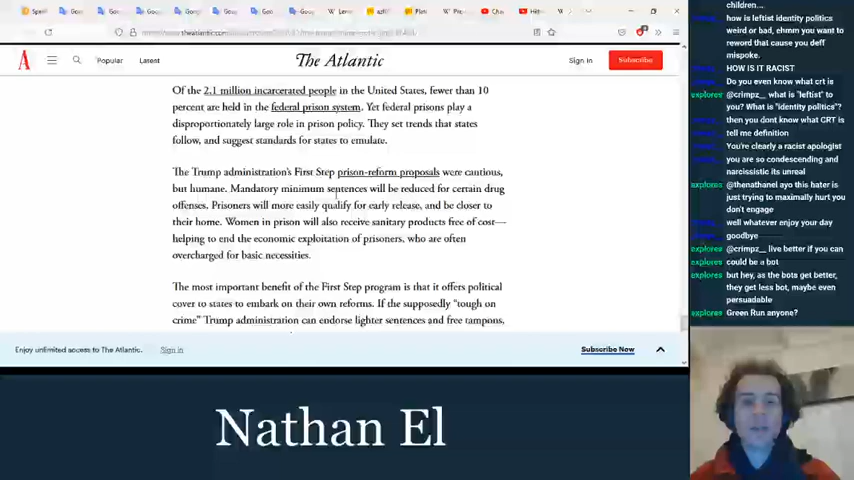 Popular
Latest
The Atlantic
Sign in
Subscribe
Of the 2.1 million incarcerated people in the United States, fewer than 10
percent are held in the federal prison system. Yet federal prisons play a
disproportionately large role in prison policy. They set trends that states
follow, and suggest standards for states to emulate.
The Trump administration's First Step prison-reform proposals were cautious,
but humane. Mandatory minimum sentences will be reduced for certain drug
offenses. Prisoners will more easily qualify for early release, and be closer to
their home. Women in prison will also receive sanitary products free of cost—
helping to end the economic exploitation of prisoners, who are often
overcharged for basic necessities.
The most important benefit of the First Step program is that it offers political
cover to states to embark on their own reforms. If the supposedly "tough on
crime" Trump administration can endorse lighter sentences and free tampons,
Enjoy unlimited access to The Atlantic.
Sign in
Subscribe Now
Nathan El
children...
how is leftist identity politics
weird or bad, ehmm you want to
reword that cause you deff
mispoke.
HOW IS IT RACIST
Do you even know what crt is
explores @crimpz__ what is "leftist" to
you? What is "identity politics"?
then you dont know what CRT is
tell me definition
You're clearly a racist apologist
you are so condescending and
narcissistic its unreal
explores @thenathanel ayo this hater is
just trying to maximally hurt you
don't engage
well whatever enjoy your day
goodbye
explores @crimpz__ live better if you can
explores could be a bot
explores but hey, as the bots get better,
they get less bot, maybe even
persuadable
explores Green Run anyone?